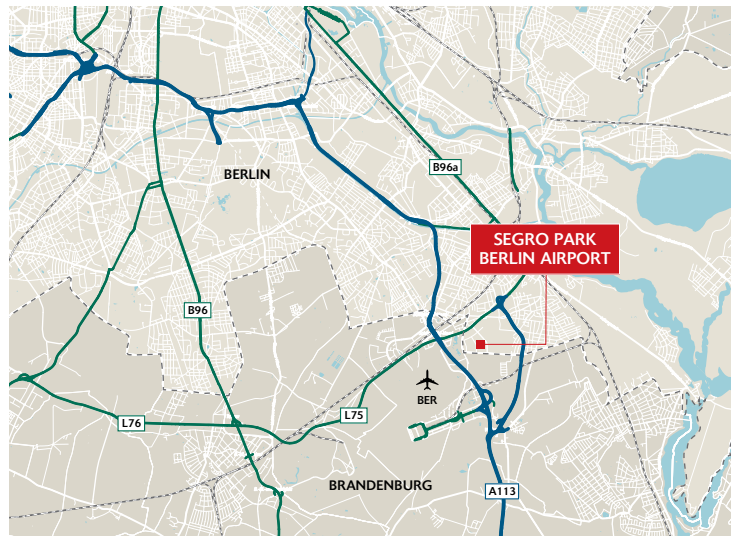 B96a
BERLIN
SEGRO PARK
BERLIN AIRPORT
B96
BER
L75
L76
BRANDENBURG
A113